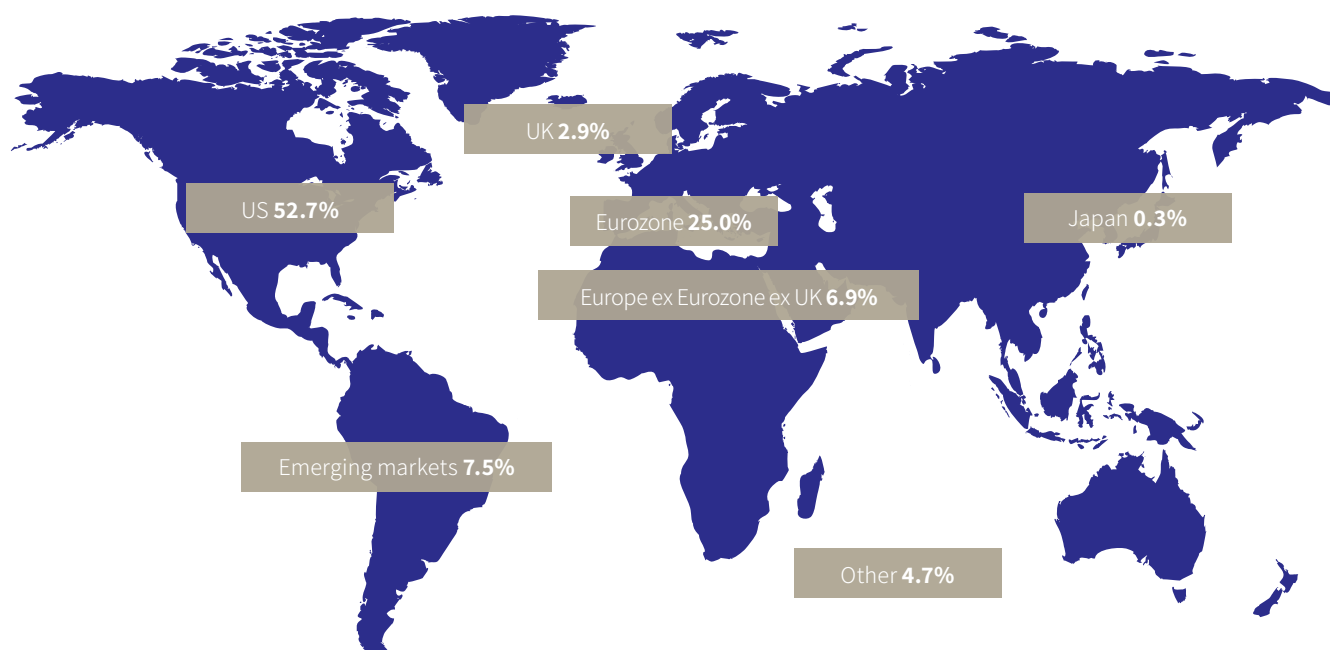 UK 2.9%
US 52.7%
Eurozone 25.0%
Japan 0.3%
Europe ex Eurozone ex UK 6.9%
Emerging markets 7.5%
Other 4.7%